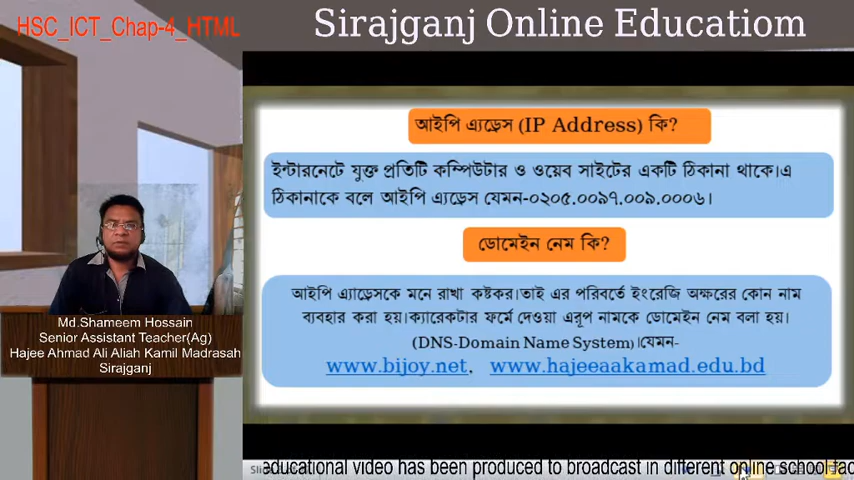 HSC_ICT_Chap-4_HTML
Sirajganj Online Educatiom
আইপি এ্যড্রেস (IP Address) কি?
ইন্টারনেটে যুক্ত প্রতিটি কম্পিউটার ও ওয়েব সাইটের একটি ঠিকানা থাকে।এ
ঠিকানাকে বলে আইপি এ্যড্রেস যেমন-০২০৫.০০৯৭.০০৯.০০০৬।
ডোমেইন নেম কি?
আইপি এ্যাড্রেসকে মনে রাখা কষ্টকর।তাই এর পরিবর্তে ইংরেজি অক্ষরের কোন নাম
ব্যবহার করা হয়।ক্যারেকটার ফর্মে দেওয়া এরূপ নামকে ডোমেইন নেম বলা হয়।
(DNS-Domain Name System)।যেমন-
www.bijoy.net. www.hajeeaakamad.edu.bd
Md.Shameem Hossain
Senior Assistant Teacher(Ag)
Hajee Ahmad Ali Aliah Kamil Madrasah
Sirajganj
educational video has been produced to broadcast in different online school fac